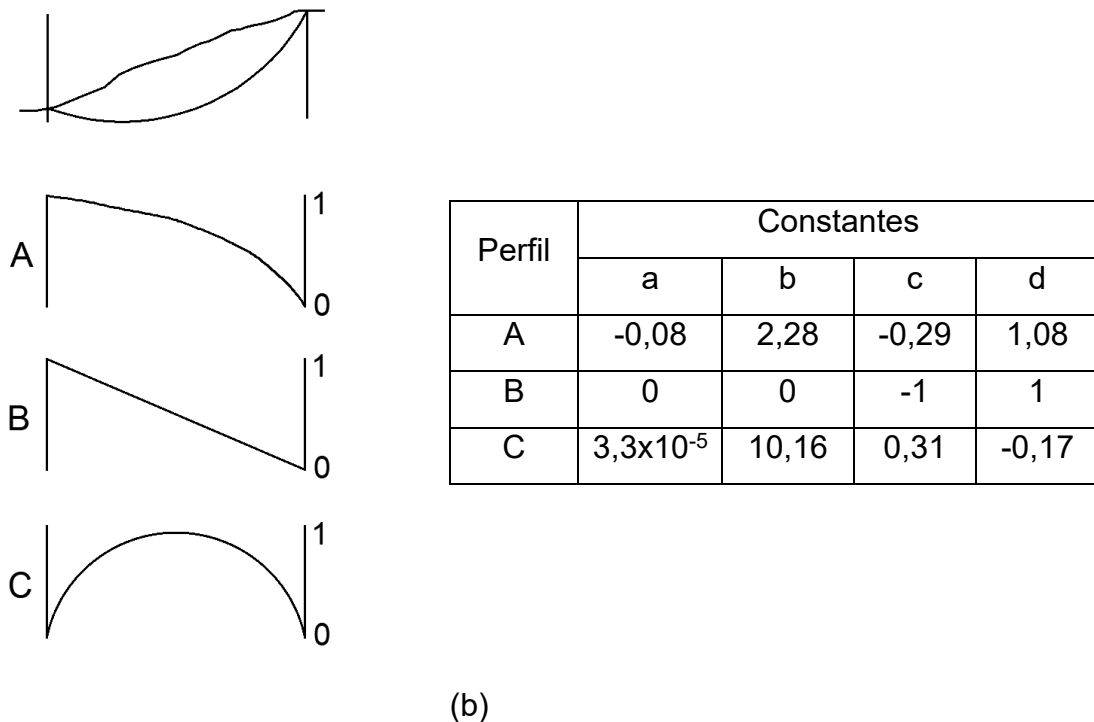 A
1
0
B
1
0
C
1
0
Perfil
Constantes
a b c d
A -0,08 2,28 -0,29 1,08
B 0 0 -1 1
C 3,3x10⁻⁵ 10,16 0,31 -0,17
(b)